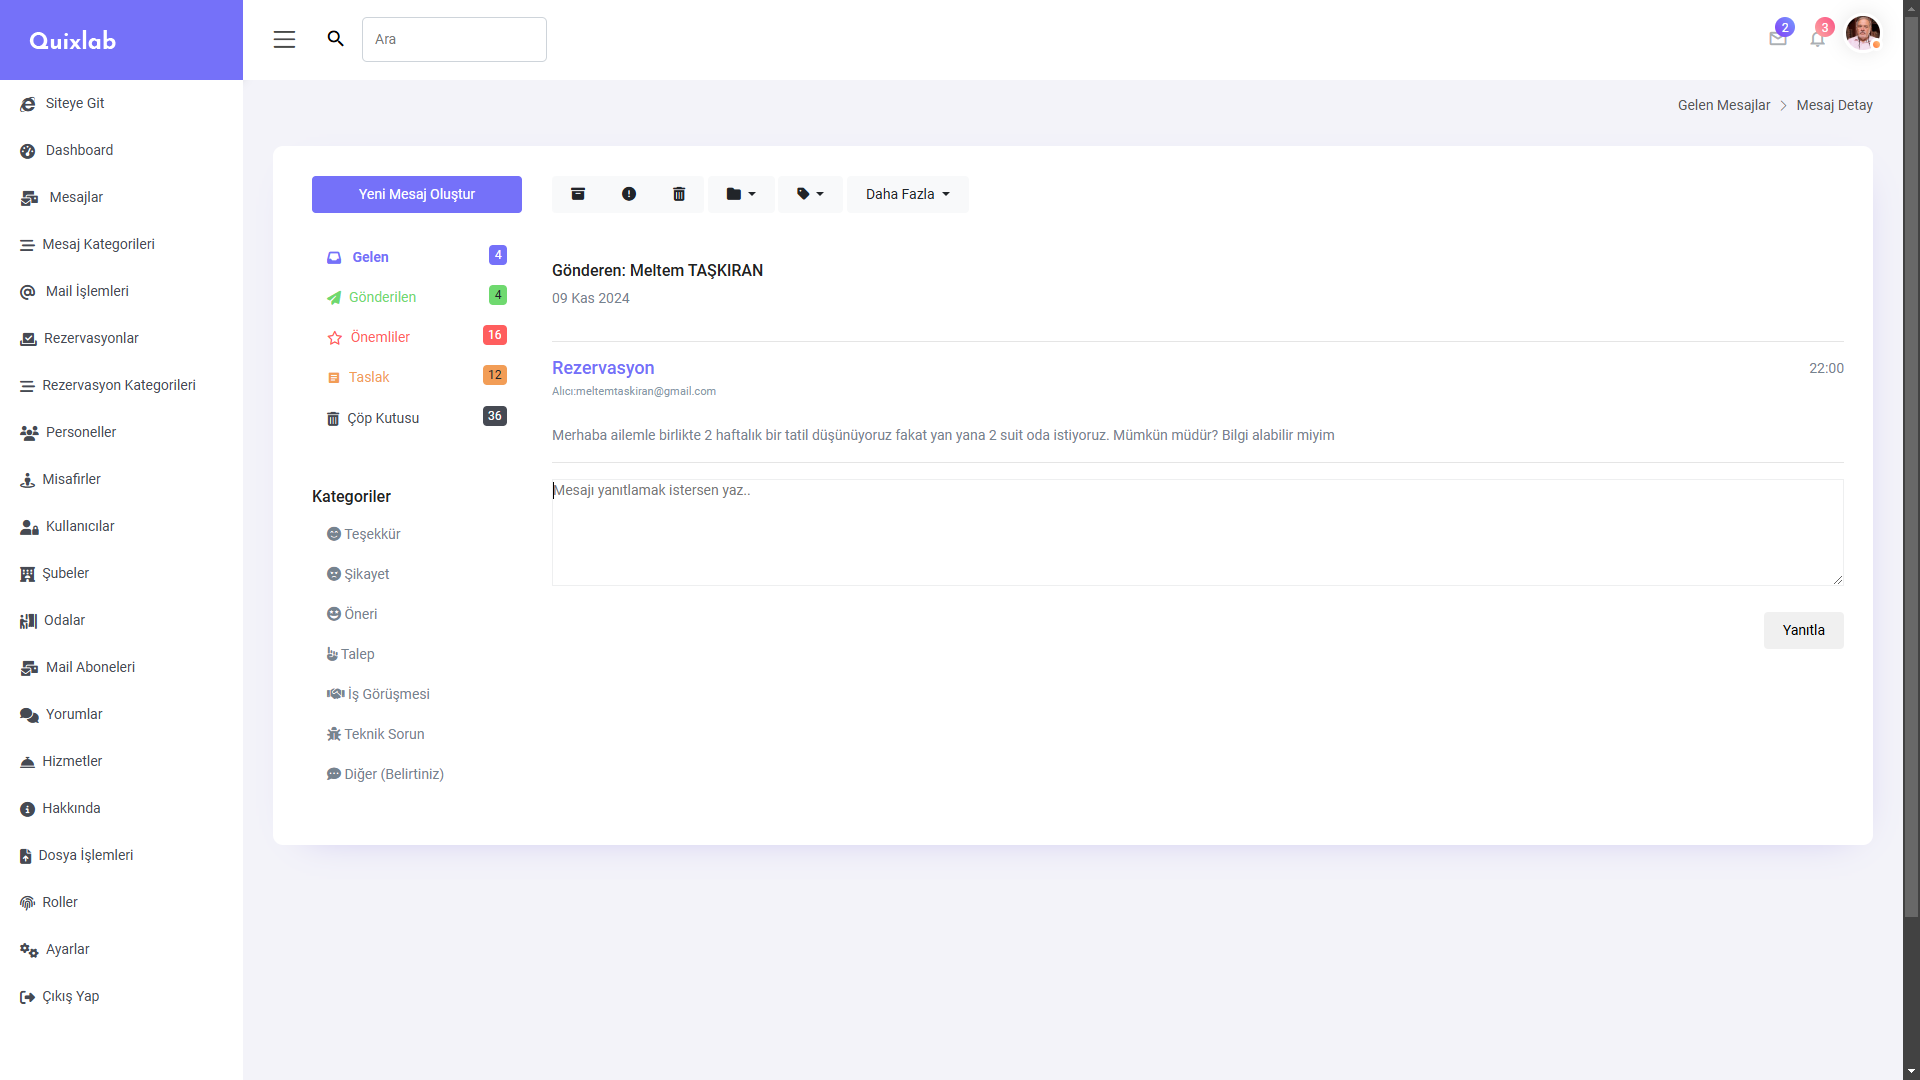 Quixlab
Ara
2
3
Siteye Git
Dashboard
Mesajlar
Mesaj Kategorileri
Mail İşlemleri
Rezervasyonlar
Rezervasyon Kategorileri
Personeller
Misafirler
Kullanıcılar
Şubeler
Odalar
Mail Aboneleri
Yorumlar
Hizmetler
Hakkında
Dosya İşlemleri
Roller
Ayarlar
Çıkış Yap
Gelen Mesajlar > Mesaj Detay
Yeni Mesaj Oluştur
Gelen 4
Gönderilen 4
Önemliler 16
Taslak 12
Çöp Kutusu 36
Kategoriler
Teşekkür
Şikayet
Öneri
Talep
İş Görüşmesi
Teknik Sorun
Diğer (Belirtiniz)
Daha Fazla
Gönderen: Meltem TAŞKIRAN
09 Kas 2024
Rezervasyon 22:00
Alıcı:meltemtaskiran@gmail.com
Merhaba ailemle birlikte 2 haftalık bir tatil düşünüyoruz fakat yan yana 2 suit oda istiyoruz. Mümkün müdür? Bilgi alabilir miyim
Mesajı yanıtlamak istersen yaz..
Yanıtla